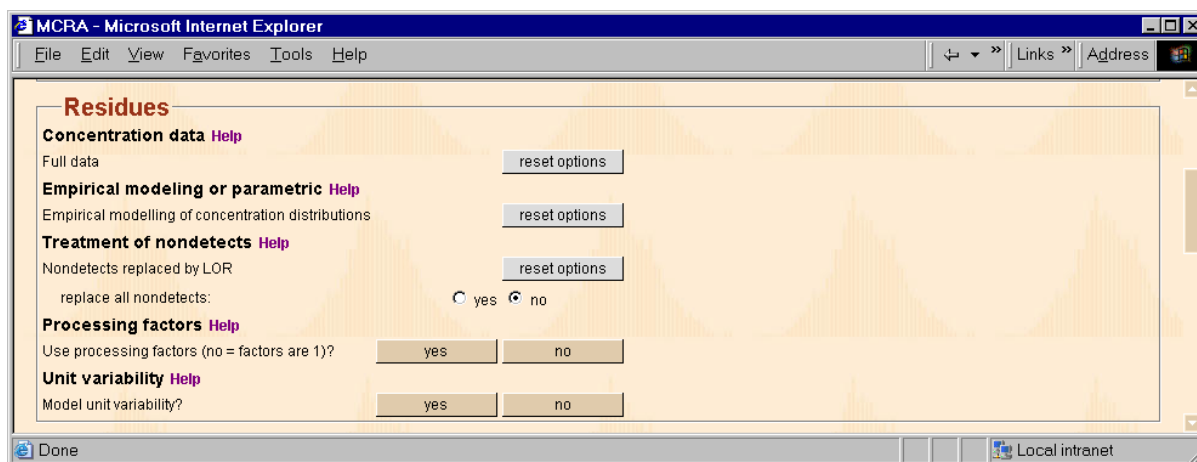 MCRA - Microsoft Internet Explorer
File Edit View Favorites Tools Help » Links » Address
Residues
Concentration data Help
Full data reset options
Empirical modeling or parametric Help
Empirical modelling of concentration distributions reset options
Treatment of nondetects Help
Nondetects replaced by LOR reset options
replace all nondetects: yes no
Processing factors Help
Use processing factors (no = factors are 1)? yes no
Unit variability Help
Model unit variability? yes no
Done Local intranet